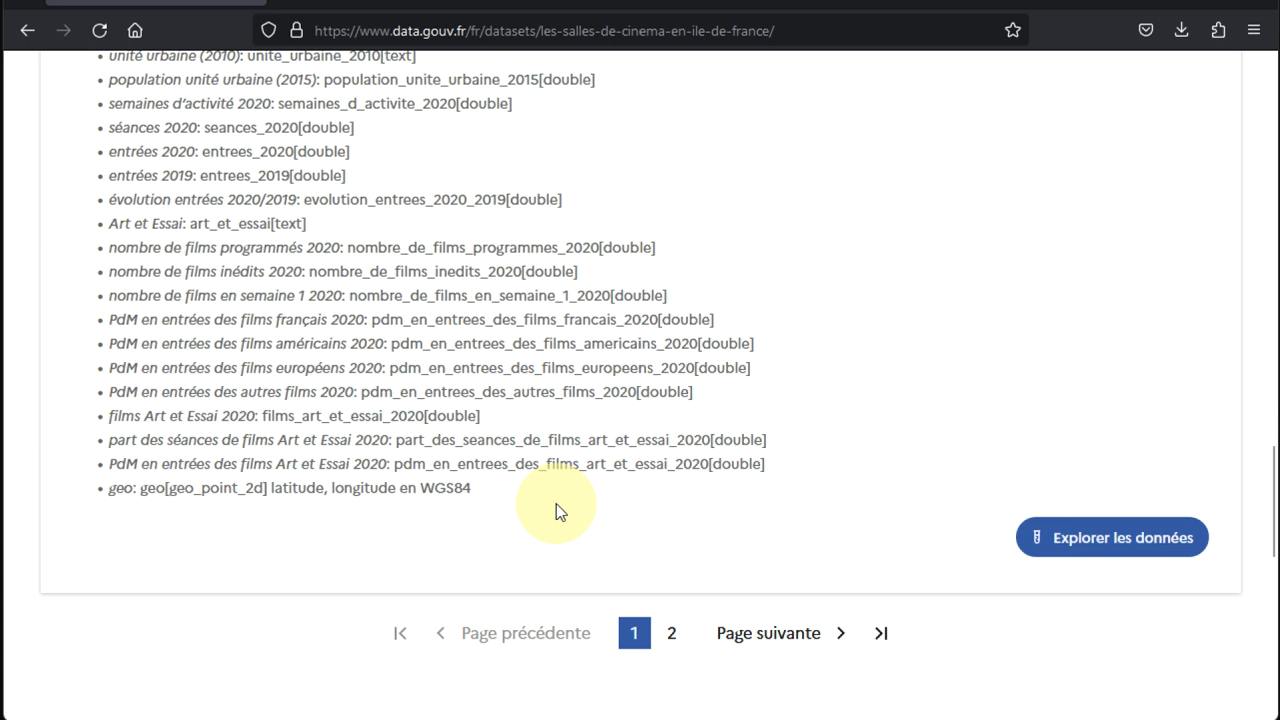 https://www.data.gouv.fr/fr/datasets/les-salles-de-cinema-en-ile-de-france/
• unité urbaine (2010): unite_urbaine_2010[text]
• population unité urbaine (2015): population_unite_urbaine_2015[double]
• semaines d'activité 2020: semaines_d_activite_2020[double]
• séances 2020: seances_2020[double]
• entrées 2020: entrees_2020[double]
• entrées 2019: entrees_2019[double]
• évolution entrées 2020/2019: evolution_entrees_2020_2019[double]
• Art et Essai: art_et_essai[text]
• nombre de films programmés 2020: nombre_de_films_programmes_2020[double]
• nombre de films inédits 2020: nombre_de_films_inedits_2020[double]
• nombre de films en semaine 1 2020: nombre_de_films_en_semaine_1_2020[double]
• PdM en entrées des films français 2020: pdm_en_entrees_des_films_francais_2020[double]
• PdM en entrées des films américains 2020: pdm_en_entrees_des_films_americains_2020[double]
• PdM en entrées des films européens 2020: pdm_en_entrees_des_films_europeens_2020[double]
• PdM en entrées des autres films 2020: pdm_en_entrees_des_autres_films_2020[double]
• films Art et Essai 2020: films_art_et_essai_2020[double]
• part des séances de films Art et Essai 2020: part_des_seances_de_films_art_et_essai_2020[double]
• PdM en entrées des films Art et Essai 2020: pdm_en_entrees_des_films_art_et_essai_2020[double]
• geo: geo[geo_point_2d] latitude, longitude en WGS84
Explorer les données
Page précédente 1 2 Page suivante